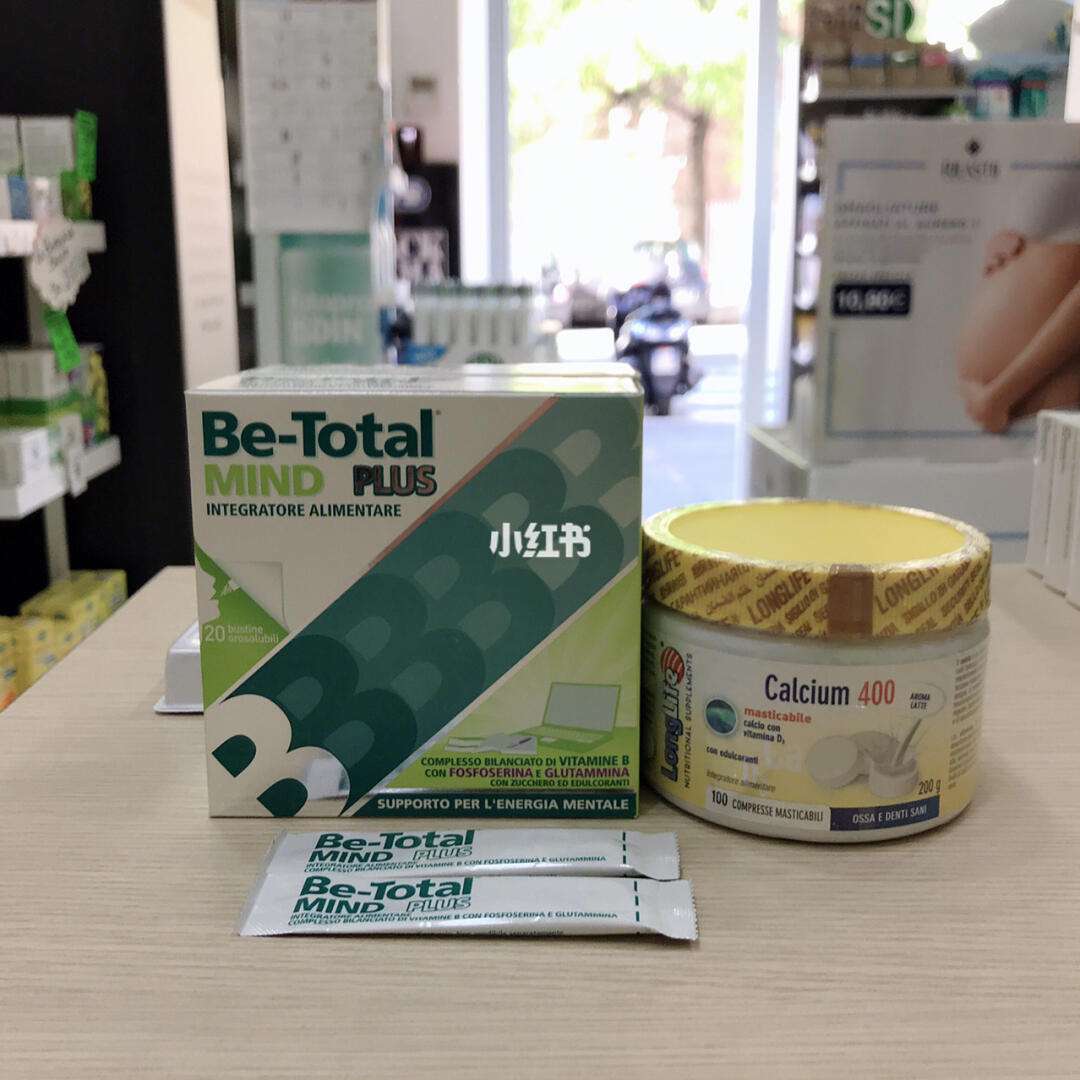 SI
10,90€
Be-Total
MIND PLUS
INTEGRATORE ALIMENTARE
小红书
20 bustine
orosolubili
COMPLESSO BILANCIATO DI VITAMINE B
CON FOSFOSERINA E GLUTAMMINA
CON ZUCCHERO ED EDULCORANTI
SUPPORTO PER L'ENERGIA MENTALE
LONGLIFE
LONGLIFE
LongLife
NUTRITIONAL SUPPLEMENTS
Calcium 400
AROMA
LATTE
masticabile
calcio con
vitamina D₃
con edulcoranti
Integratore alimentare
200 g
100 COMPRESSE MASTICABILI
OSSA E DENTI SANI
Be-Total
MIND PLUS
INTEGRATORE ALIMENTARE
COMPLESSO BILANCIATO DI VITAMINE B CON FOSFOSERINA E GLUTAMMINA
Be-Total
MIND PLUS
INTEGRATORE ALIMENTARE
COMPLESSO BILANCIATO DI VITAMINE B CON FOSFOSERINA E GLUTAMMINA